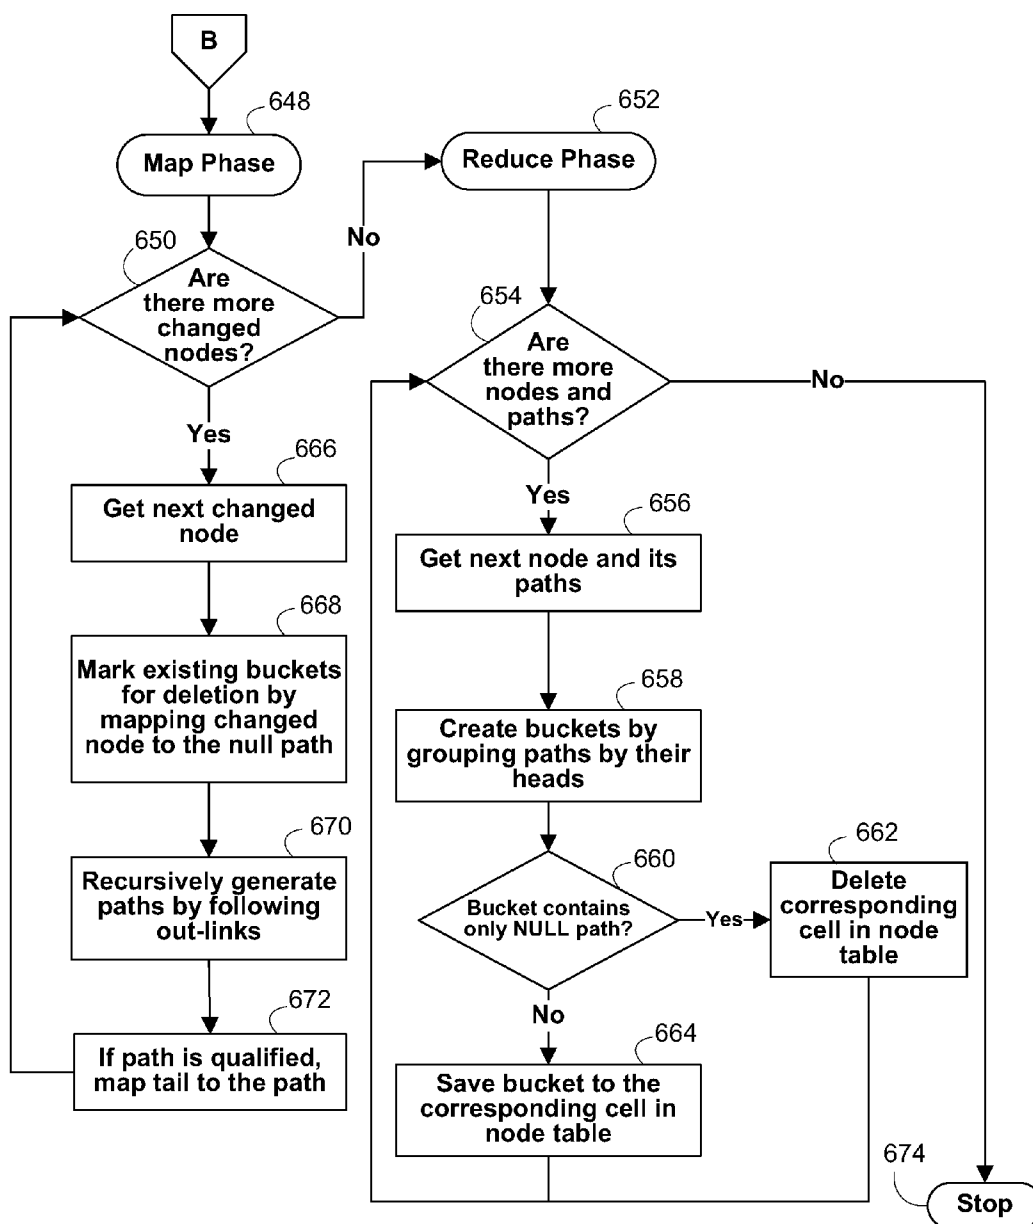 B
648
Map Phase
650
Are
there more
changed
nodes?
No
Yes
666
Get next changed
node
668
Mark existing buckets
for deletion by
mapping changed
node to the null path
670
Recursively generate
paths by following
out-links
672
If path is qualified,
map tail to the path
652
Reduce Phase
654
Are
there more
nodes and
paths?
No
Yes
656
Get next node and its
paths
658
Create buckets by
grouping paths by their
heads
660
Bucket contains
only NULL path?
Yes
662
Delete
corresponding
cell in node
table
No
664
Save bucket to the
corresponding cell in
node table
674
Stop